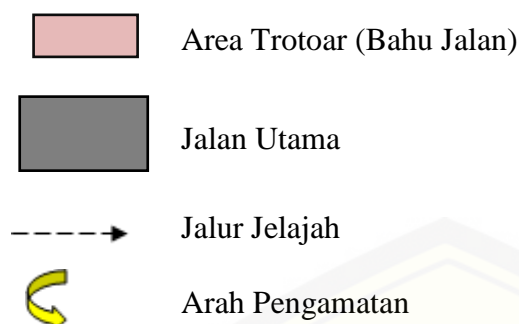 Area Trotoar (Bahu Jalan)
Jalan Utama
Jalur Jelajah
Arah Pengamatan